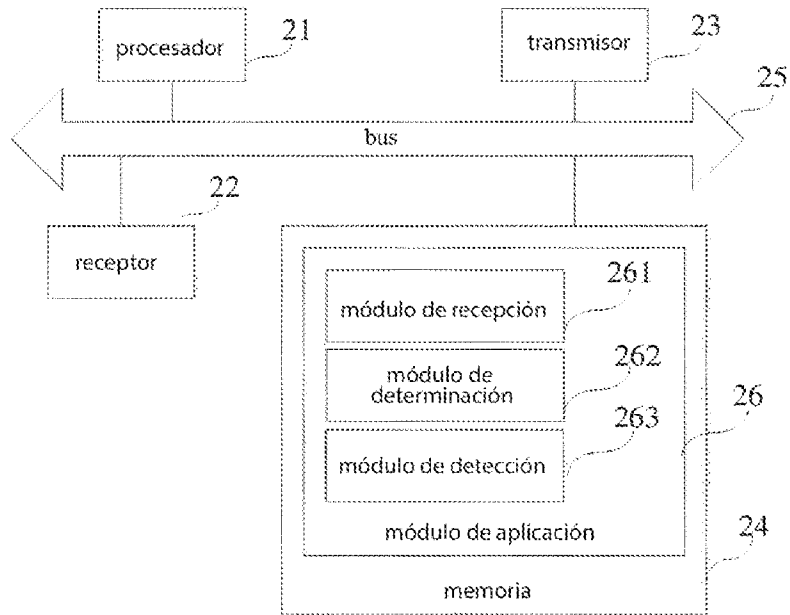 procesador
21
transmisor
23
25
bus
22
receptor
módulo de recepción
261
módulo de
determinación
262
módulo de detección
263
26
módulo de aplicación
24
memoria